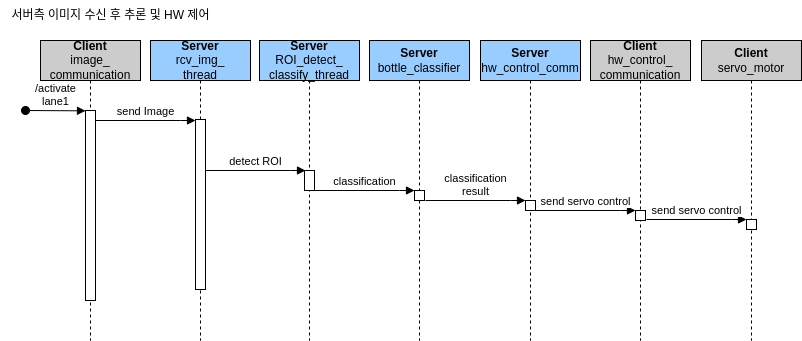 서버측 이미지 수신 후 추론 및 HW 제어
Client
image_
communication
Server
rcv_img_
thread
Server
ROI_detect_
classify_thread
Server
bottle_classifier
Server
hw_control_comm
Client
hw_control_
communication
Client
servo_motor
/activate
lane1
send Image
detect ROI
classification
classification
result
send servo control
send servo control